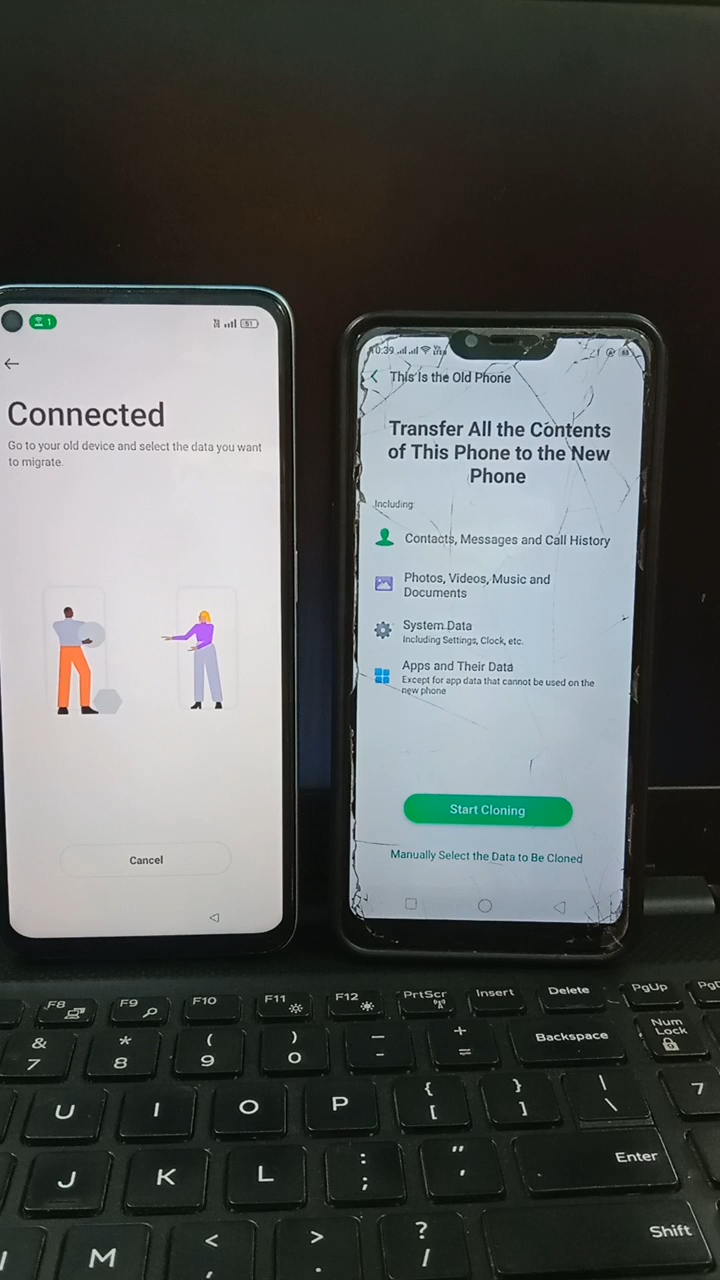 1
51
Connected
Go to your old device and select the data you want
to migrate.
Cancel
0:39
This Is the Old Phone
Transfer All the Contents
of This Phone to the New
Phone
Including:
Contacts, Messages and Call History
Photos, Videos, Music and
Documents
System Data
Including Settings, Clock, etc.
Apps and Their Data
Except for app data that cannot be used on the
new phone
Start Cloning
Manually Select the Data to Be Cloned
F8 F9 F10 F11 F12 PrtScr Insert Delete PgUp
& * ( ) — + Backspace Num
7 8 9 0 - = Lock
U I O P { } | 7
[ ] \
J K L : " Enter
; '
M < > ? Shift
, . /